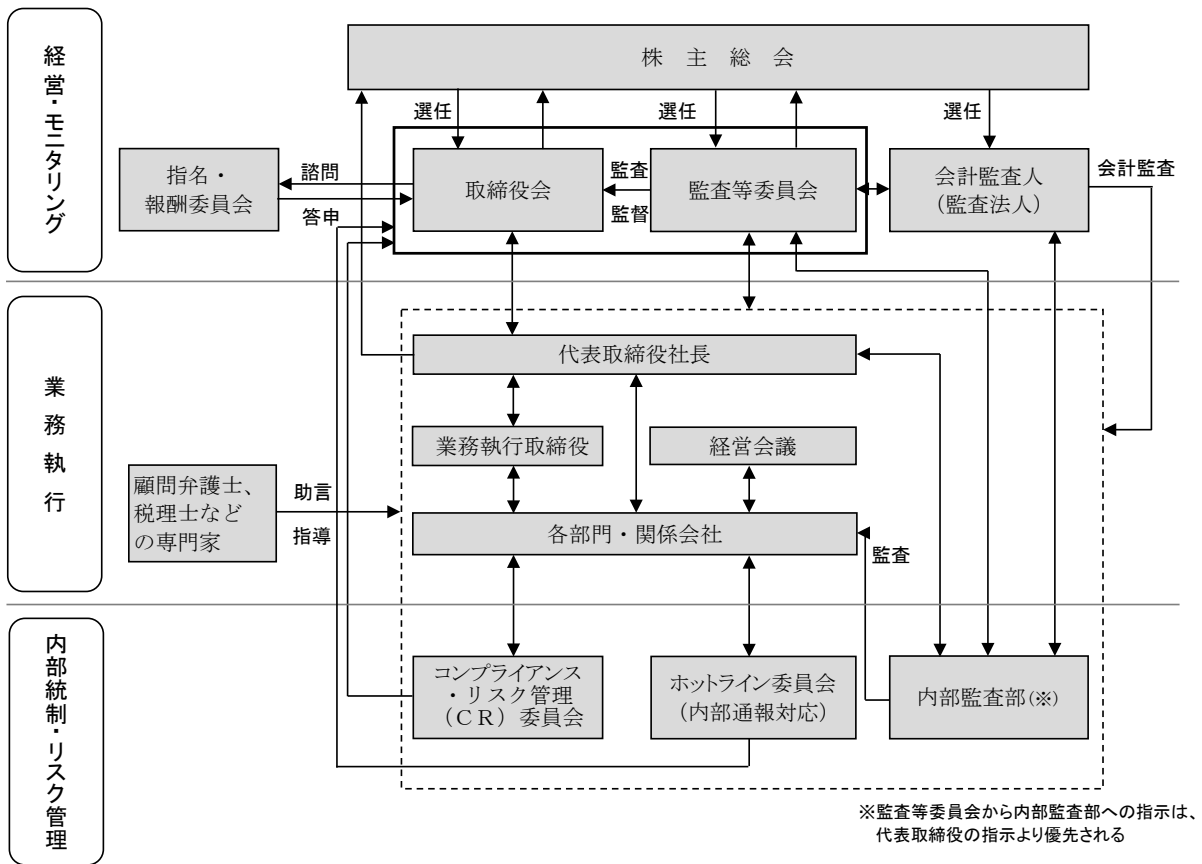 経営・モニタリング
株 主 総 会
選任
選任
選任
指名・
報酬委員会
諮問
答申
取締役会
監査
監督
監査等委員会
会計監査人
（監査法人）
会計監査
業務執行
代表取締役社長
業務執行取締役
経営会議
顧問弁護士、
税理士など
の専門家
助言
指導
各部門・関係会社
監査
内部統制・リスク管理
コンプライアンス
・リスク管理
（CR）委員会
ホットライン委員会
（内部通報対応）
内部監査部(※)
※監査等委員会から内部監査部への指示は、
代表取締役の指示より優先される